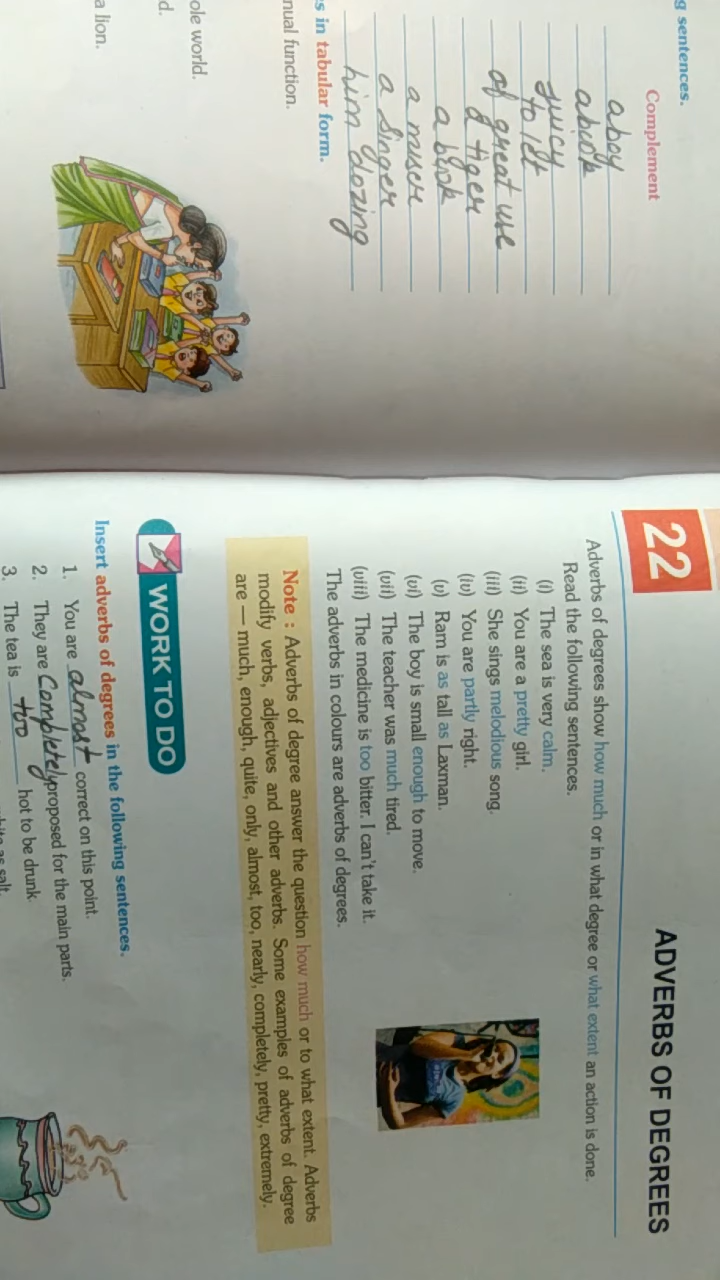 g sentences.
Complement
a boy
a book
juicy
to let
of great use
a tiger
a book
a miser
a singer
him dozing
s in tabular form.
nual function.
ole world.
d.
a lion.
22
ADVERBS OF DEGREES
Adverbs of degrees show how much or in what degree or what extent an action is done.
Read the following sentences.
(i) The sea is very calm.
(ii) You are a pretty girl.
(iii) She sings melodious song.
(iv) You are partly right.
(v) Ram is as tall as Laxman.
(vi) The boy is small enough to move.
(vii) The teacher was much tired.
(viii) The medicine is too bitter. I can't take it.
The adverbs in colours are adverbs of degrees.
Note : Adverbs of degree answer the question how much or to what extent. Adverbs
modify verbs, adjectives and other adverbs. Some examples of adverbs of degree
are — much, enough, quite, only, almost, too, nearly, completely, pretty, extremely.
WORK TO DO
Insert adverbs of degrees in the following sentences.
1. You are almost correct on this point.
2. They are Completely proposed for the main parts.
3. The tea is too hot to be drunk.
as salt.